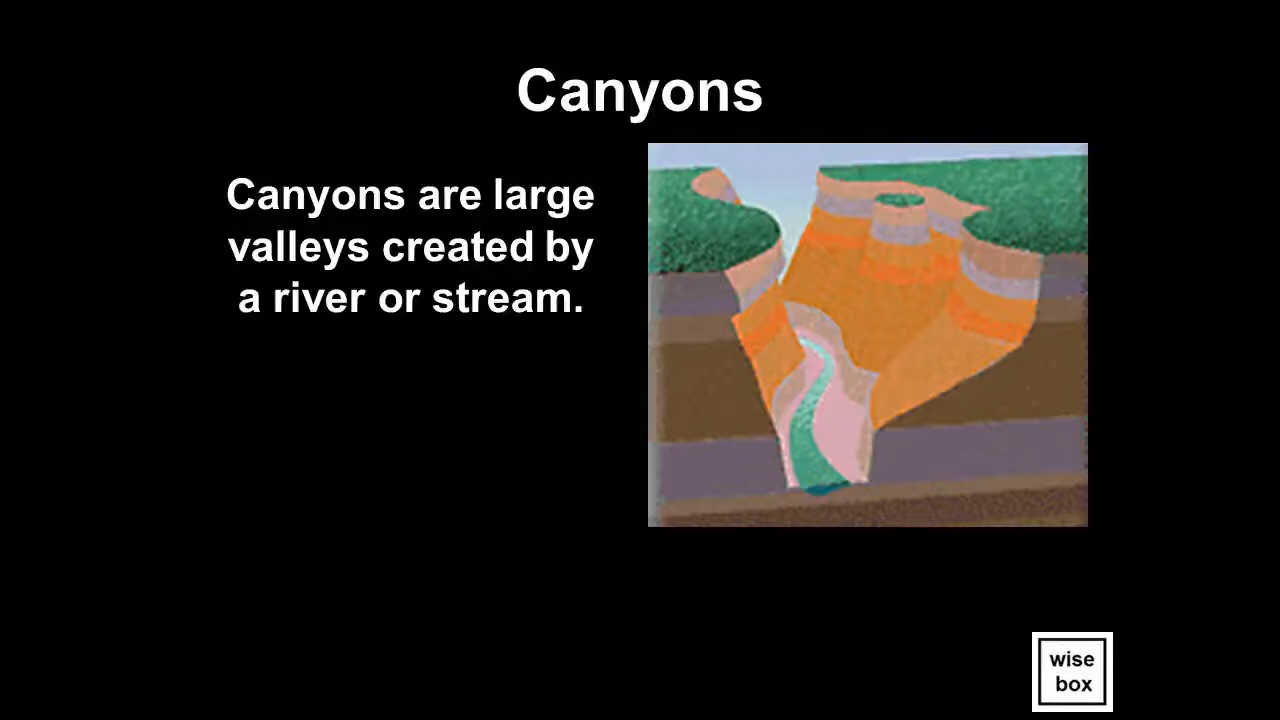 Canyons
Canyons are large
valleys created by
a river or stream.
wise
box